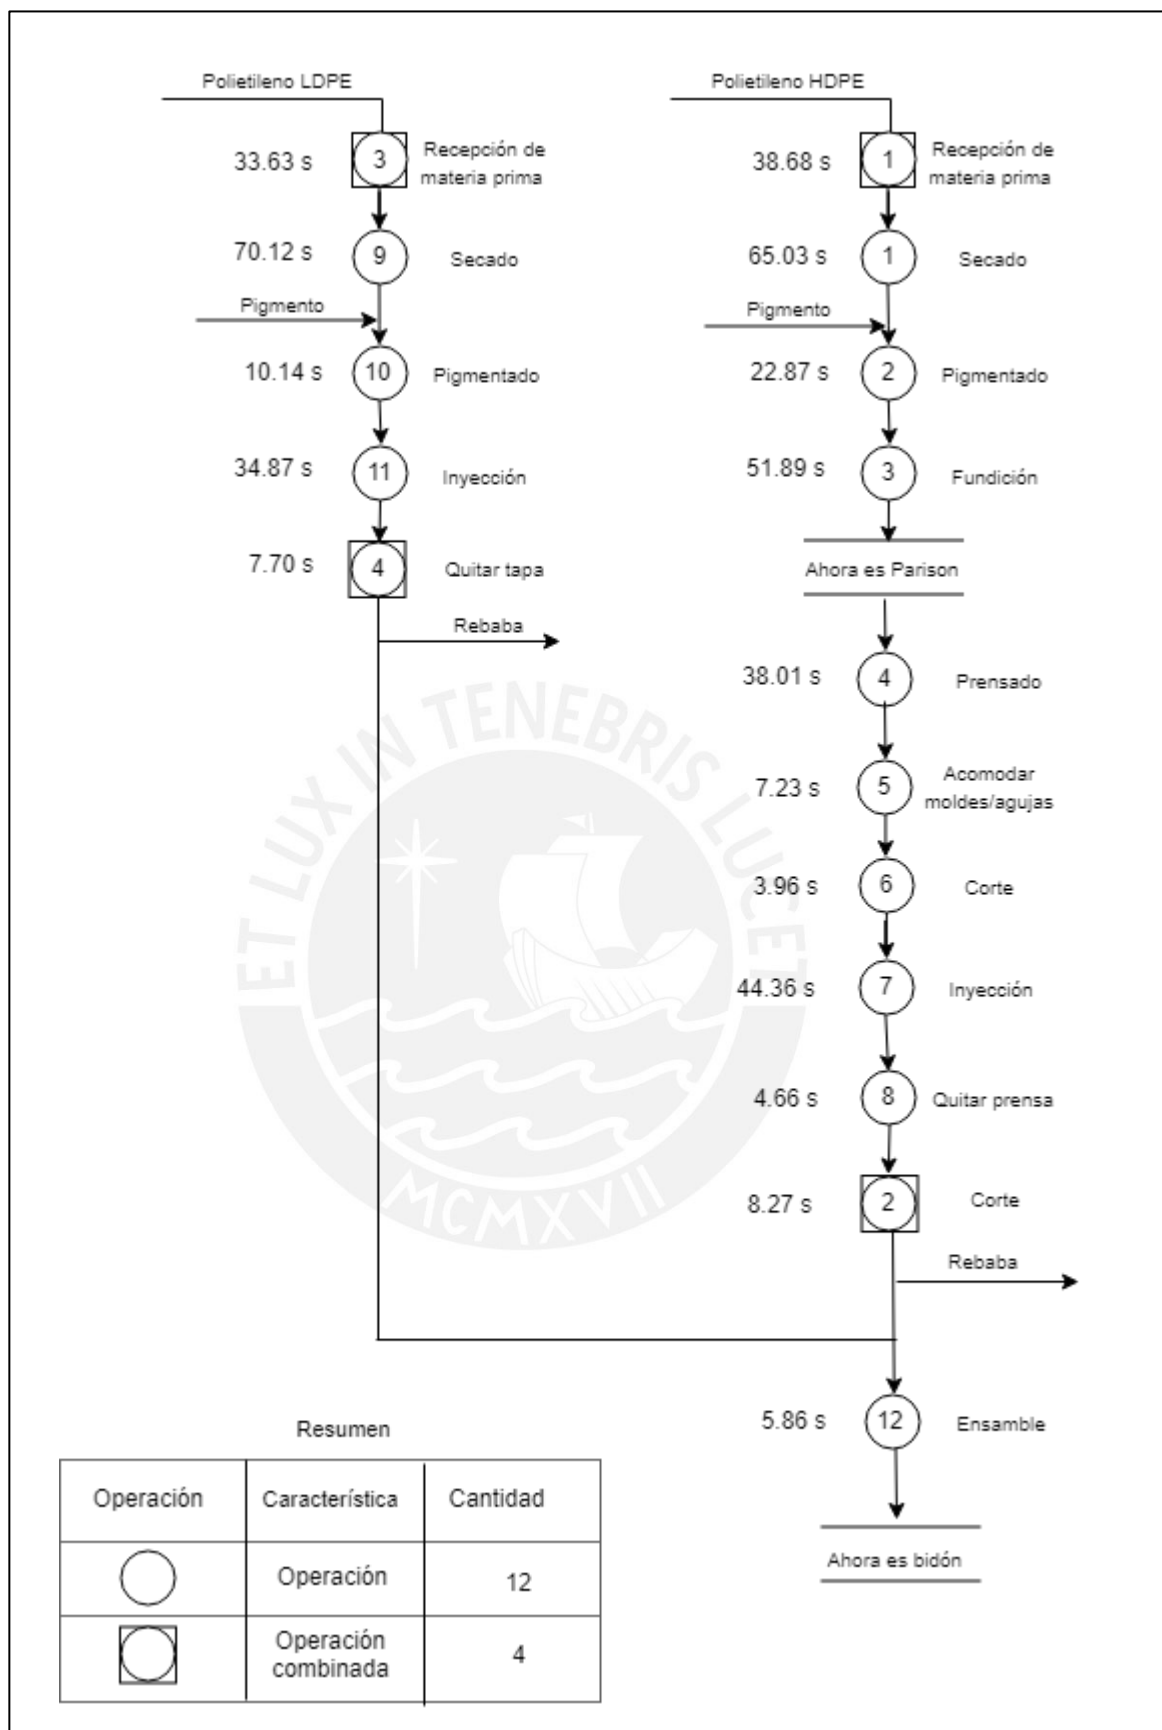 Polietileno LDPE
33.63 s
3
Recepción de
materia prima
70.12 s
9
Secado
Pigmento
10.14 s
10
Pigmentado
34.87 s
11
Inyección
7.70 s
4
Quitar tapa
Rebaba
Polietileno HDPE
38.68 s
1
Recepción de
materia prima
65.03 s
1
Secado
Pigmento
22.87 s
2
Pigmentado
51.89 s
3
Fundición
Ahora es Parison
38.01 s
4
Prensado
7.23 s
5
Acomodar
moldes/agujas
3.96 s
6
Corte
44.36 s
7
Inyección
4.66 s
8
Quitar prensa
8.27 s
2
Corte
Rebaba
5.86 s
12
Ensamble
Ahora es bidón
ET LUX IN TENEBRIS LUCET
MCMXVII
Resumen
Operación Característica Cantidad
Operación 12
Operación
combinada 4